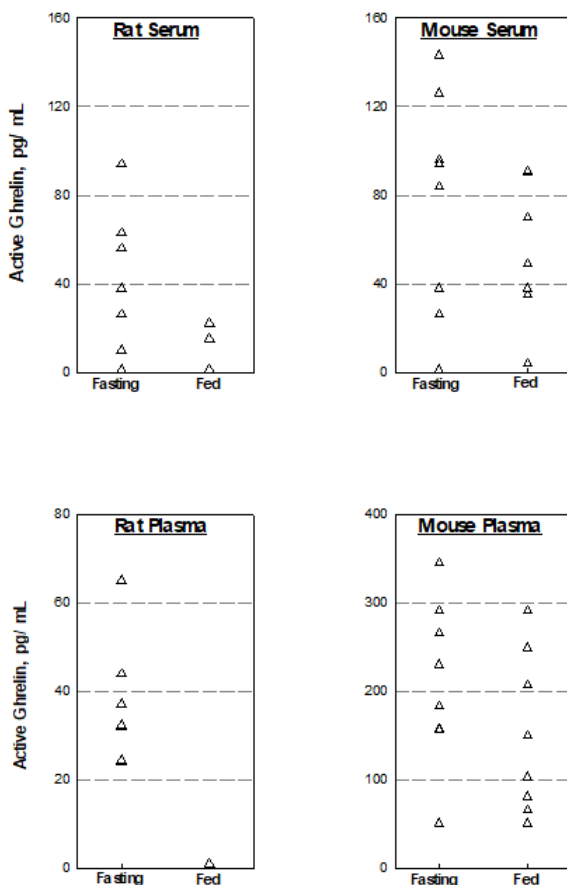 Rat Serum
Active Ghrelin, pg/ mL
160
120
80
40
0
Fasting Fed
Mouse Serum
160
120
80
40
0
Fasting Fed
Rat Plasma
Active Ghrelin, pg/ mL
80
60
40
20
0
Fasting Fed
Mouse Plasma
400
300
200
100
0
Fasting Fed